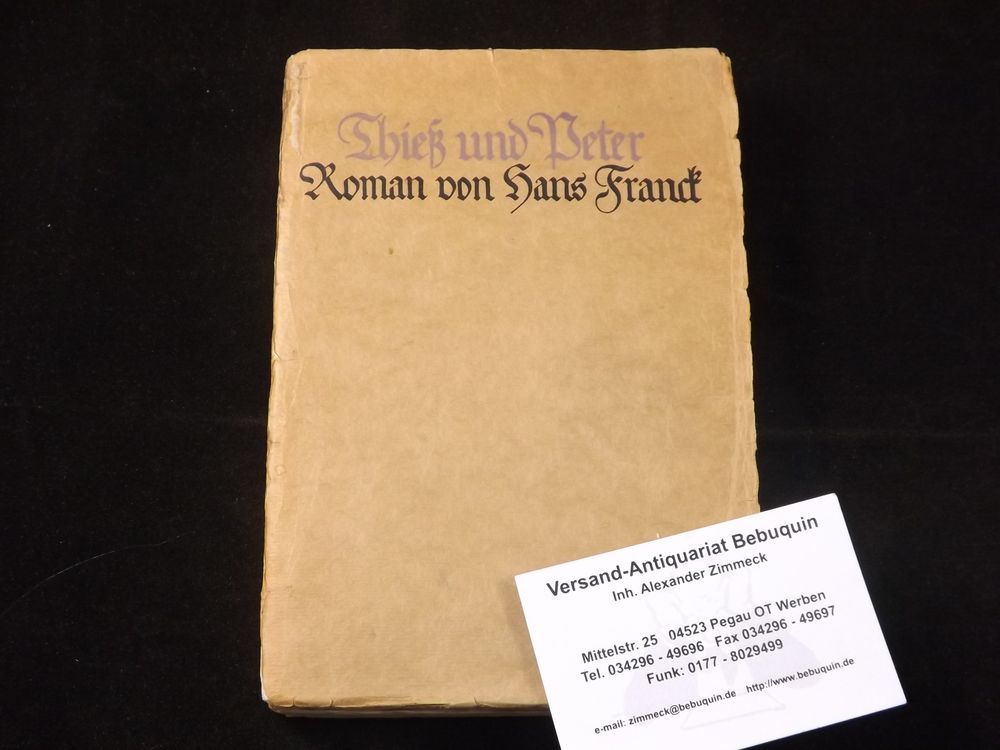 Thieß und Peter
Roman von Hans Franck
Versand-Antiquariat Bebuquin
Inh. Alexander Zimmeck
Mittelstr. 25 04523 Pegau OT Werben
Tel. 034296 - 49696 Fax 034296 - 49697
Funk: 0177 - 8029499
e-mail: zimmeck@bebuquin.de http://www.bebuquin.de